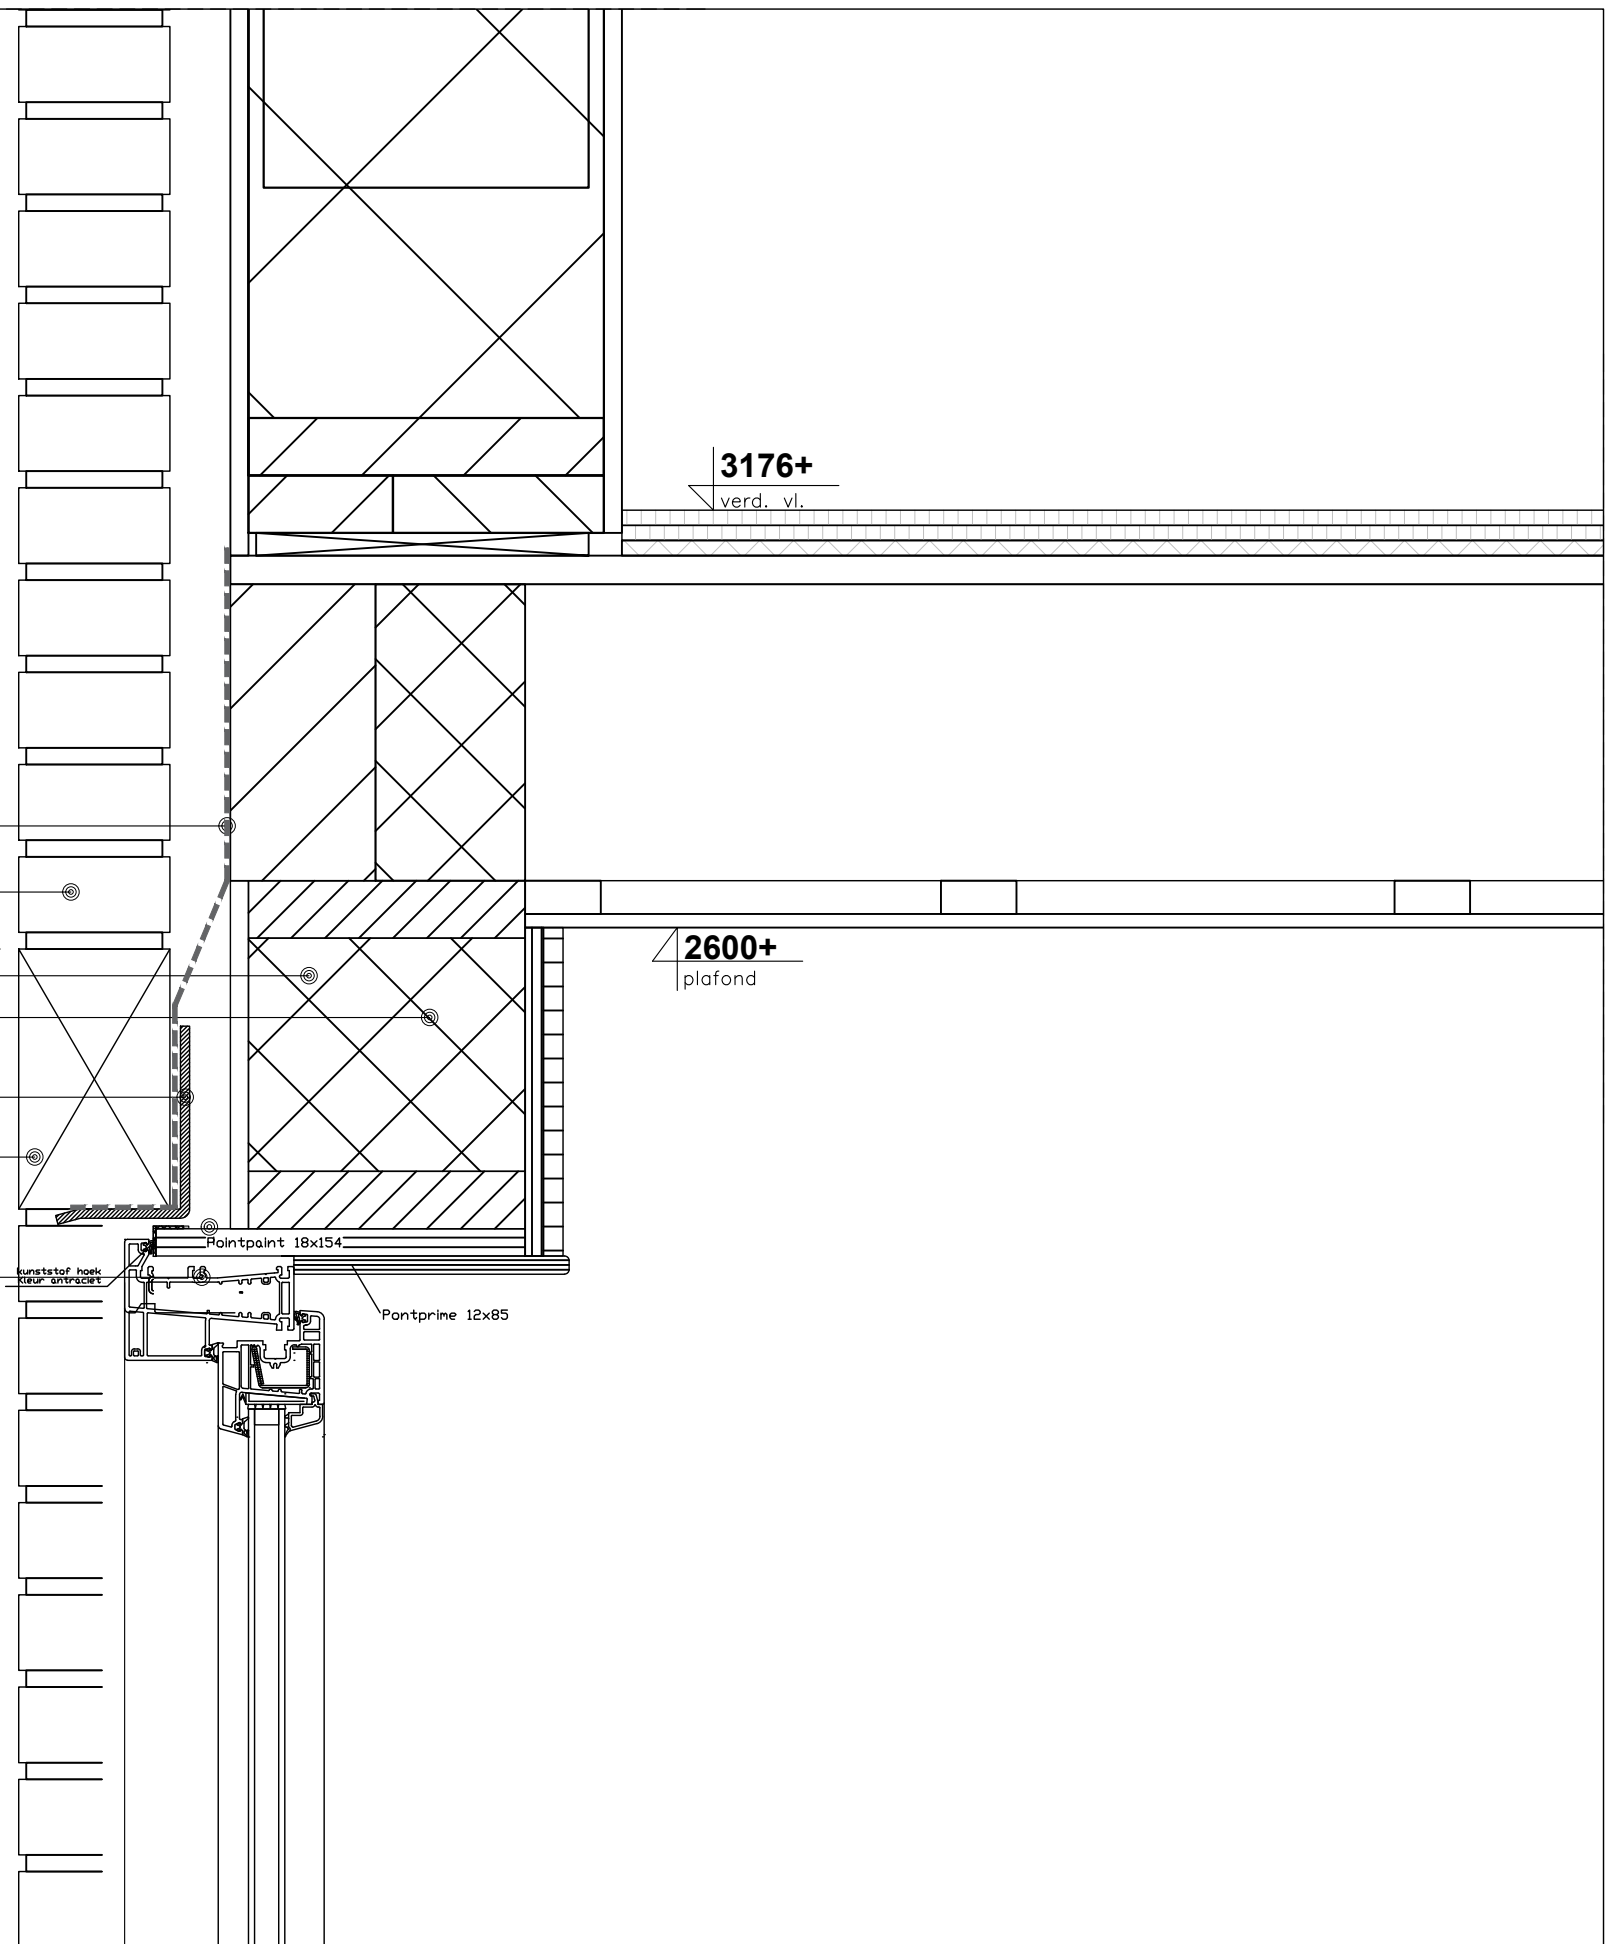 3176+
verd. vl.
2600+
plafond
Pointpaint 18x154
kunststof hoek
kleur antraciet
Pontprime 12x85